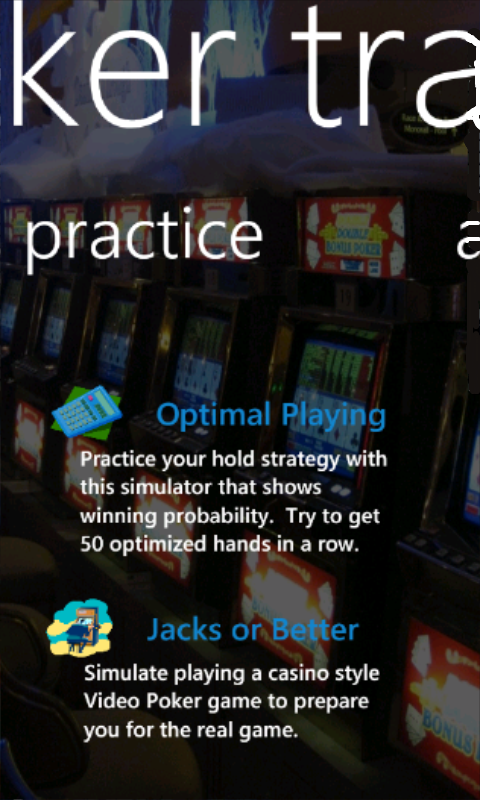 ker tra
practice
a
DOUBLE
BONUS POKER
Optimal Playing
Practice your hold strategy with
this simulator that shows
winning probability.  Try to get
50 optimized hands in a row.
Jacks or Better
Simulate playing a casino style
Video Poker game to prepare
you for the real game.
BONUS